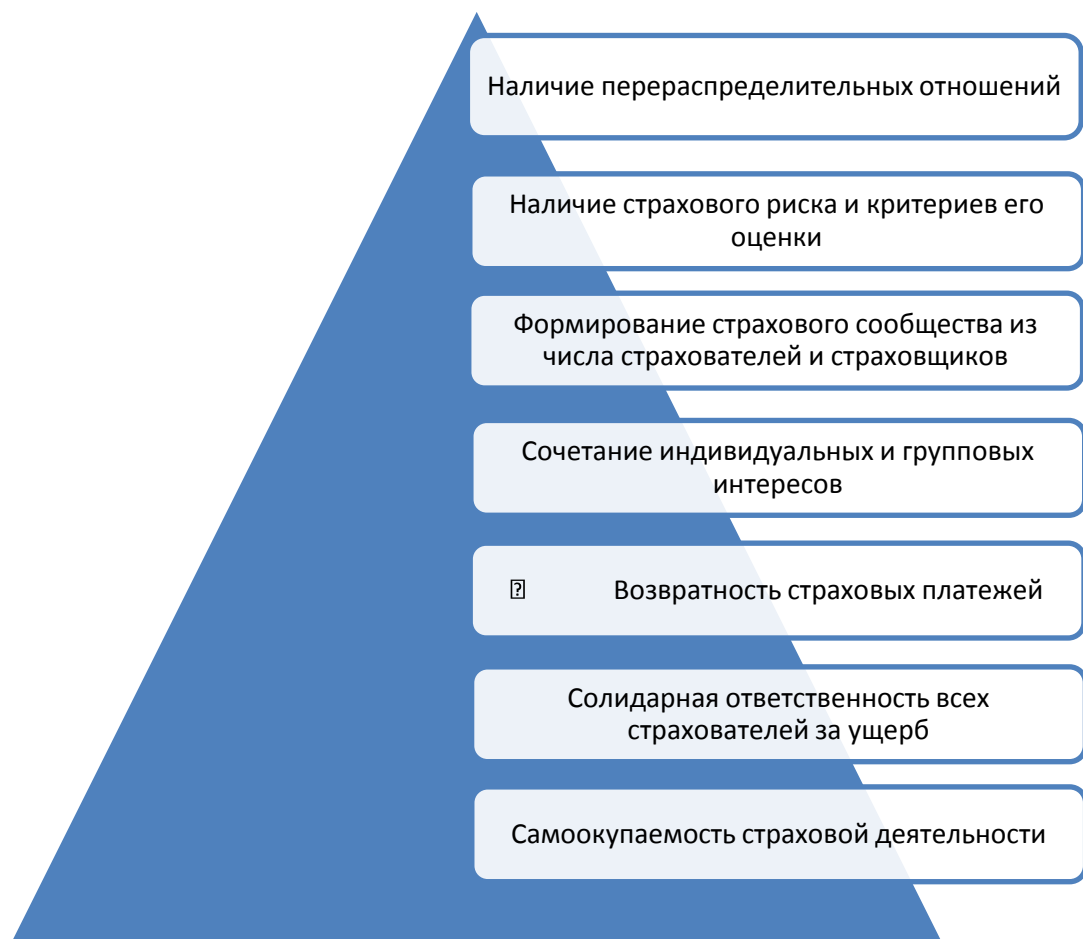 Наличие перераспределительных отношений
Наличие страхового риска и критериев его
оценки
Формирование страхового сообщества из
числа страхователей и страховщиков
Сочетание индивидуальных и групповых
интересов
Возвратность страховых платежей
Солидарная ответственность всех
страхователей за ущерб
Самоокупаемость страховой деятельности